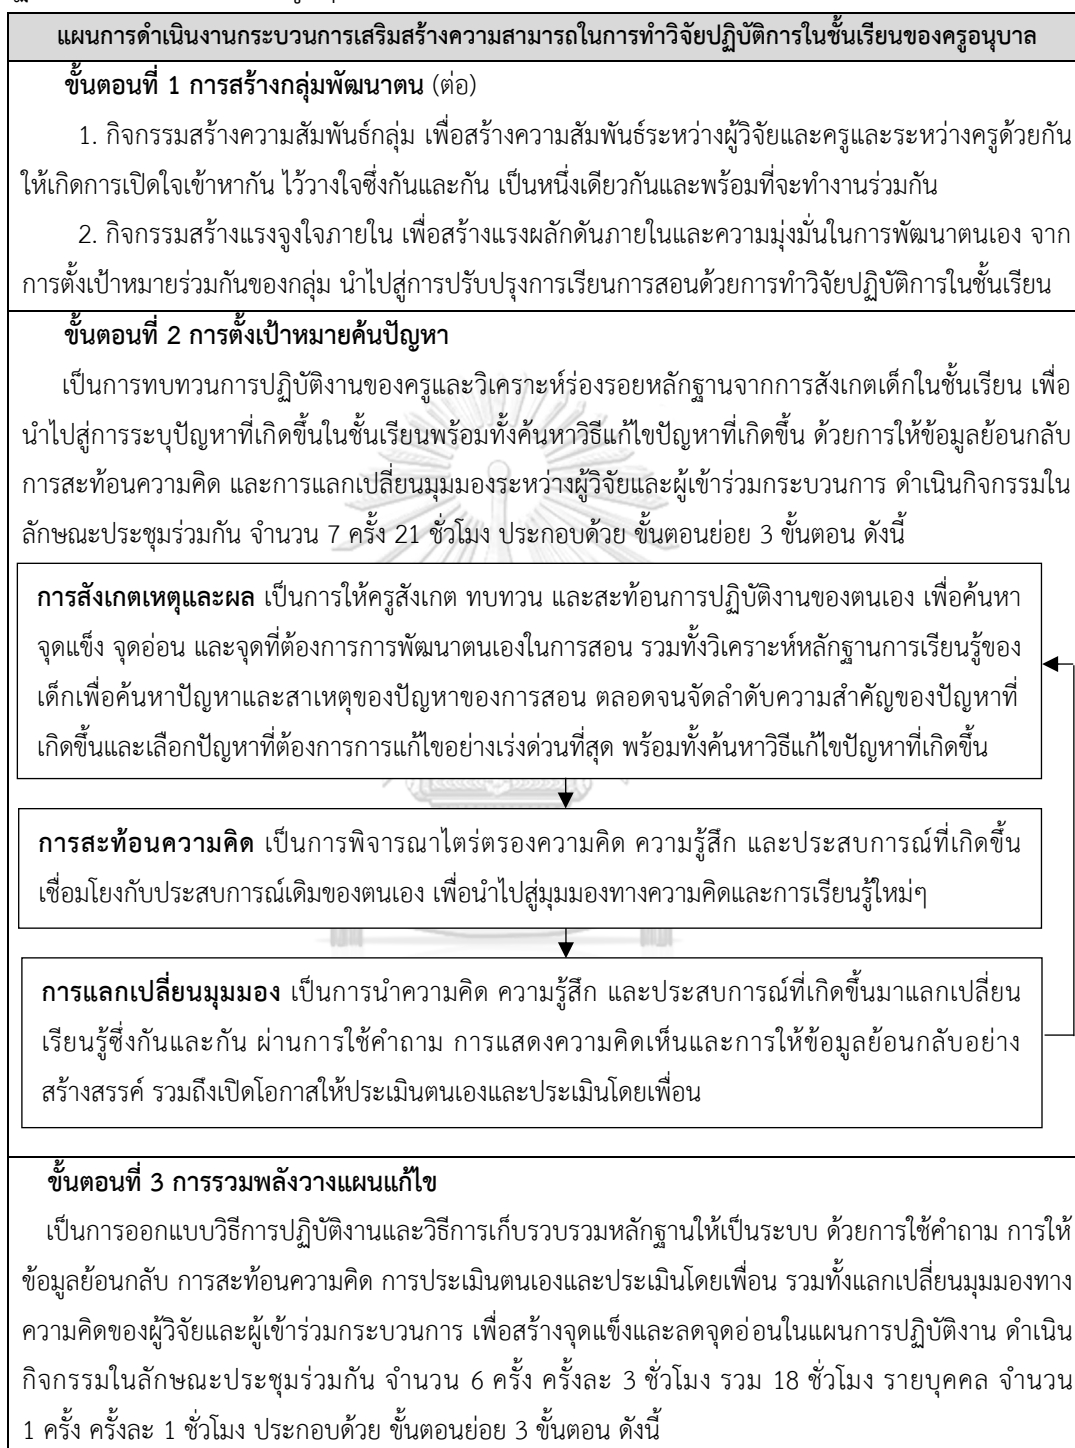 แผนการดำเนินงานกระบวนการเสริมสร้างความสามารถในการทำวิจัยปฏิบัติการในชั้นเรียนของครูอนุบาล
ขั้นตอนที่ 1 การสร้างกลุ่มพัฒนาตน (ต่อ)
1. กิจกรรมสร้างความสัมพันธ์กลุ่ม เพื่อสร้างความสัมพันธ์ระหว่างผู้วิจัยและครูและระหว่างครูด้วยกัน
ให้เกิดการเปิดใจเข้าหากัน ไว้วางใจซึ่งกันและกัน เป็นหนึ่งเดียวกันและพร้อมที่จะทำงานร่วมกัน
2. กิจกรรมสร้างแรงจูงใจภายใน เพื่อสร้างแรงผลักดันภายในและความมุ่งมั่นในการพัฒนาตนเอง จาก
การตั้งเป้าหมายร่วมกันของกลุ่ม นำไปสู่การปรับปรุงการเรียนการสอนด้วยการทำวิจัยปฏิบัติการในชั้นเรียน
ขั้นตอนที่ 2 การตั้งเป้าหมายค้นปัญหา
เป็นการทบทวนการปฏิบัติงานของครูและวิเคราะห์ร่องรอยหลักฐานจากการสังเกตเด็กในชั้นเรียน เพื่อ
นำไปสู่การระบุปัญหาที่เกิดขึ้นในชั้นเรียนพร้อมทั้งค้นหาวิธีแก้ไขปัญหาที่เกิดขึ้น ด้วยการให้ข้อมูลย้อนกลับ
การสะท้อนความคิด และการแลกเปลี่ยนมุมมองระหว่างผู้วิจัยและผู้เข้าร่วมกระบวนการ ดำเนินกิจกรรมใน
ลักษณะประชุมร่วมกัน จำนวน 7 ครั้ง 21 ชั่วโมง ประกอบด้วย ขั้นตอนย่อย 3 ขั้นตอน ดังนี้
การสังเกตเหตุและผล เป็นการให้ครูสังเกต ทบทวน และสะท้อนการปฏิบัติงานของตนเอง เพื่อค้นหา
จุดแข็ง จุดอ่อน และจุดที่ต้องการการพัฒนาตนเองในการสอน รวมทั้งวิเคราะห์หลักฐานการเรียนรู้ของ
เด็กเพื่อค้นหาปัญหาและสาเหตุของปัญหาของการสอน ตลอดจนจัดลำดับความสำคัญของปัญหาที่
เกิดขึ้นและเลือกปัญหาที่ต้องการการแก้ไขอย่างเร่งด่วนที่สุด พร้อมทั้งค้นหาวิธีแก้ไขปัญหาที่เกิดขึ้น
การสะท้อนความคิด เป็นการพิจารณาไตร่ตรองความคิด ความรู้สึก และประสบการณ์ที่เกิดขึ้น
เชื่อมโยงกับประสบการณ์เดิมของตนเอง เพื่อนำไปสู่มุมมองทางความคิดและการเรียนรู้ใหม่ๆ
การแลกเปลี่ยนมุมมอง เป็นการนำความคิด ความรู้สึก และประสบการณ์ที่เกิดขึ้นมาแลกเปลี่ยน
เรียนรู้ซึ่งกันและกัน ผ่านการใช้คำถาม การแสดงความคิดเห็นและการให้ข้อมูลย้อนกลับอย่าง
สร้างสรรค์ รวมถึงเปิดโอกาสให้ประเมินตนเองและประเมินโดยเพื่อน
ขั้นตอนที่ 3 การรวมพลังวางแผนแก้ไข
เป็นการออกแบบวิธีการปฏิบัติงานและวิธีการเก็บรวบรวมหลักฐานให้เป็นระบบ ด้วยการใช้คำถาม การให้
ข้อมูลย้อนกลับ การสะท้อนความคิด การประเมินตนเองและประเมินโดยเพื่อน รวมทั้งแลกเปลี่ยนมุมมองทาง
ความคิดของผู้วิจัยและผู้เข้าร่วมกระบวนการ เพื่อสร้างจุดแข็งและลดจุดอ่อนในแผนการปฏิบัติงาน ดำเนิน
กิจกรรมในลักษณะประชุมร่วมกัน จำนวน 6 ครั้ง ครั้งละ 3 ชั่วโมง รวม 18 ชั่วโมง รายบุคคล จำนวน
1 ครั้ง ครั้งละ 1 ชั่วโมง ประกอบด้วย ขั้นตอนย่อย 3 ขั้นตอน ดังนี้